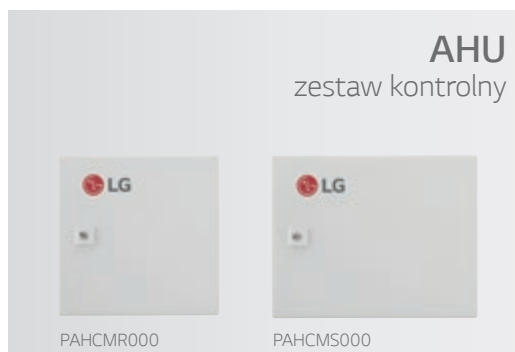 AHU
zestaw kontrolny
LG
LG
PAHCMR000
PAHCMS000